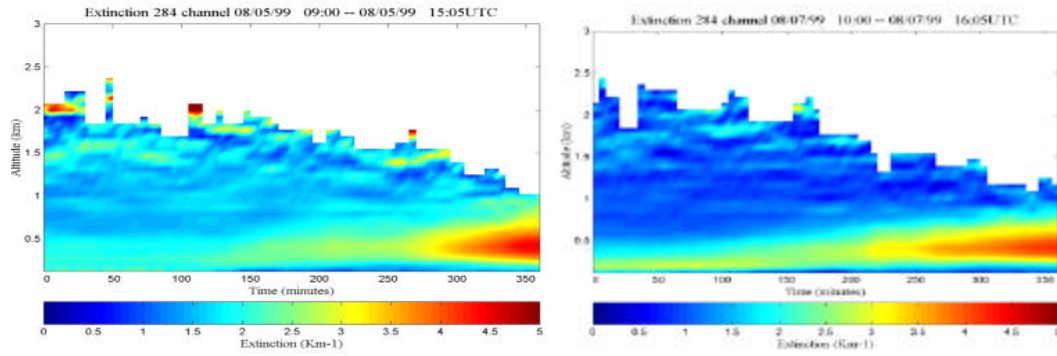 Extinction 284 channel 08/05/99 09:00 -- 08/05/99 15:05UTC
3
2.5
2
1.5
1
0.5
Altitude (km)
0 50 100 150 200 250 300 350
Time (minutes)
0 0.5 1 1.5 2 2.5 3 3.5 4 4.5 5
Extinction (Km-1)
Extinction 284 channel 08/07/99 10:00 -- 08/07/99 16:05UTC
3
2.5
2
1.5
1
0.5
Altitude (km)
0 50 100 150 200 250 300 350
Time (minutes)
0 0.5 1 1.5 2 2.5 3 3.5 4 4.5 5
Extinction (Km-1)